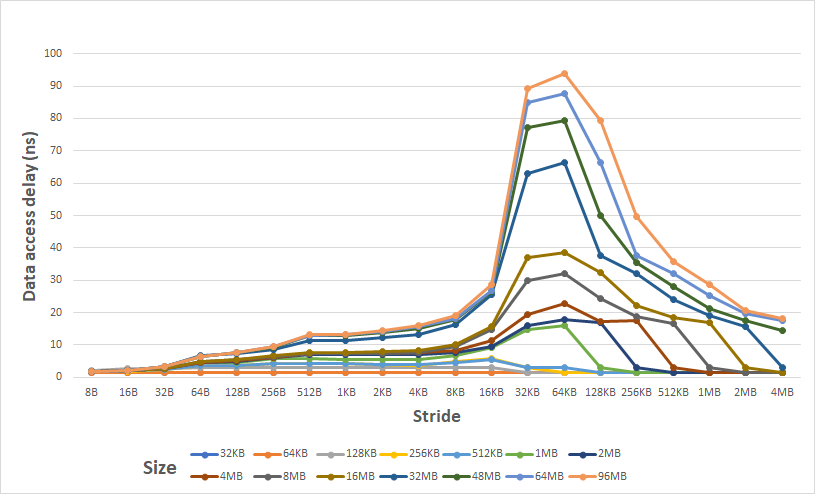 100
90
80
70
60
50
40
30
20
10
0
Data access delay (ns)
8B 16B 32B 64B 128B 256B 512B 1KB 2KB 4KB 8KB 16KB 32KB 64KB 128KB 256KB 512KB 1MB 2MB 4MB
Stride
Size
32KB 64KB 128KB 256KB 512KB 1MB 2MB
4MB 8MB 16MB 32MB 48MB 64MB 96MB